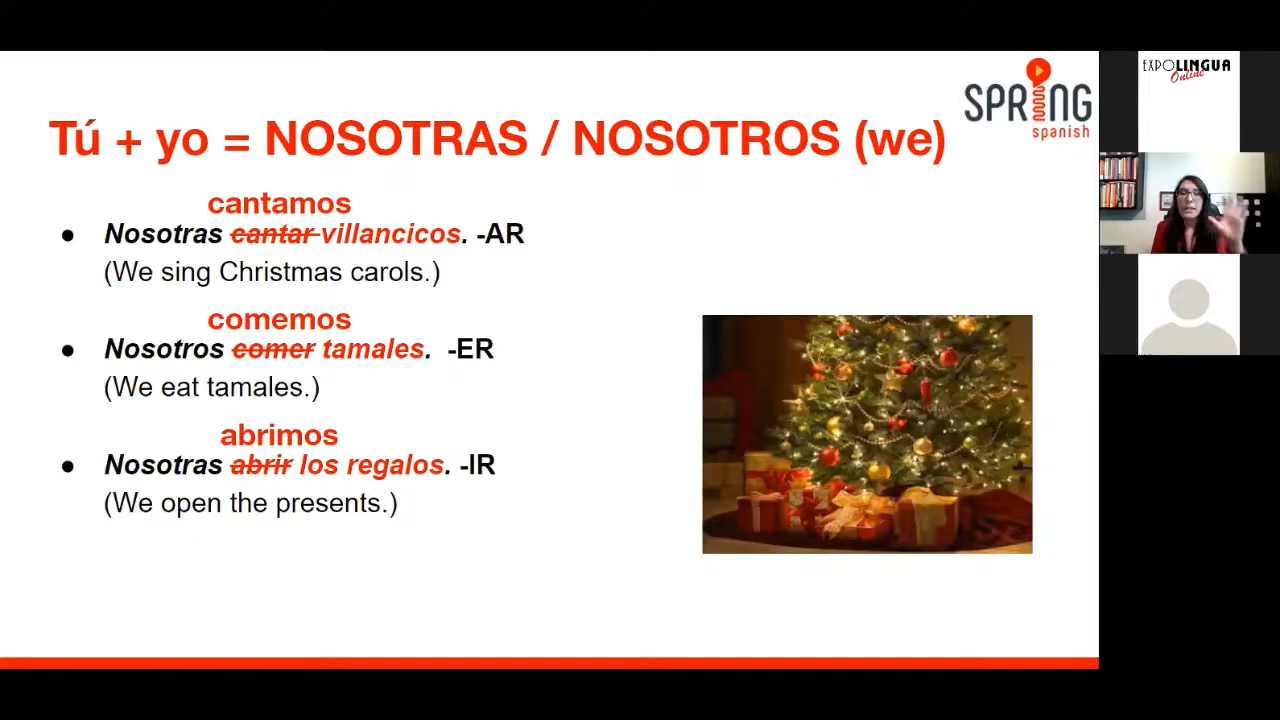 Tú + yo = NOSOTRAS / NOSOTROS (we)
SPRING
spanish
EXPOLINGUA
Online
cantamos
● Nosotras cantar villancicos. -AR
(We sing Christmas carols.)
comemos
● Nosotros comer tamales. -ER
(We eat tamales.)
abrimos
● Nosotras abrir los regalos. -IR
(We open the presents.)